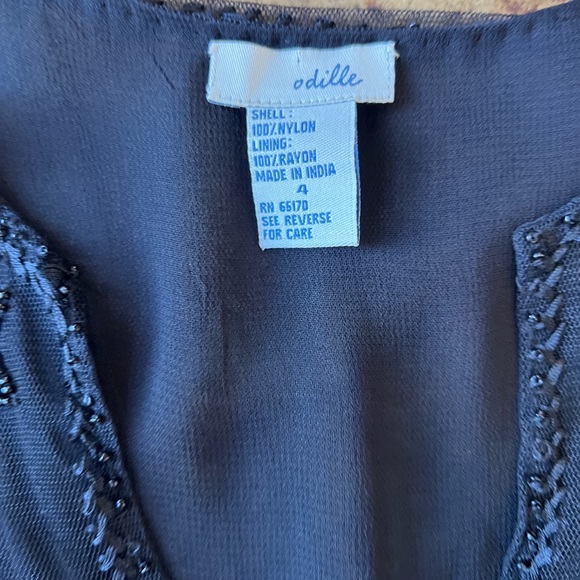 odille
SHELL:
100%NYLON
LINING:
100%RAYON
MADE IN INDIA
4
RN 66170
SEE REVERSE
FOR CARE